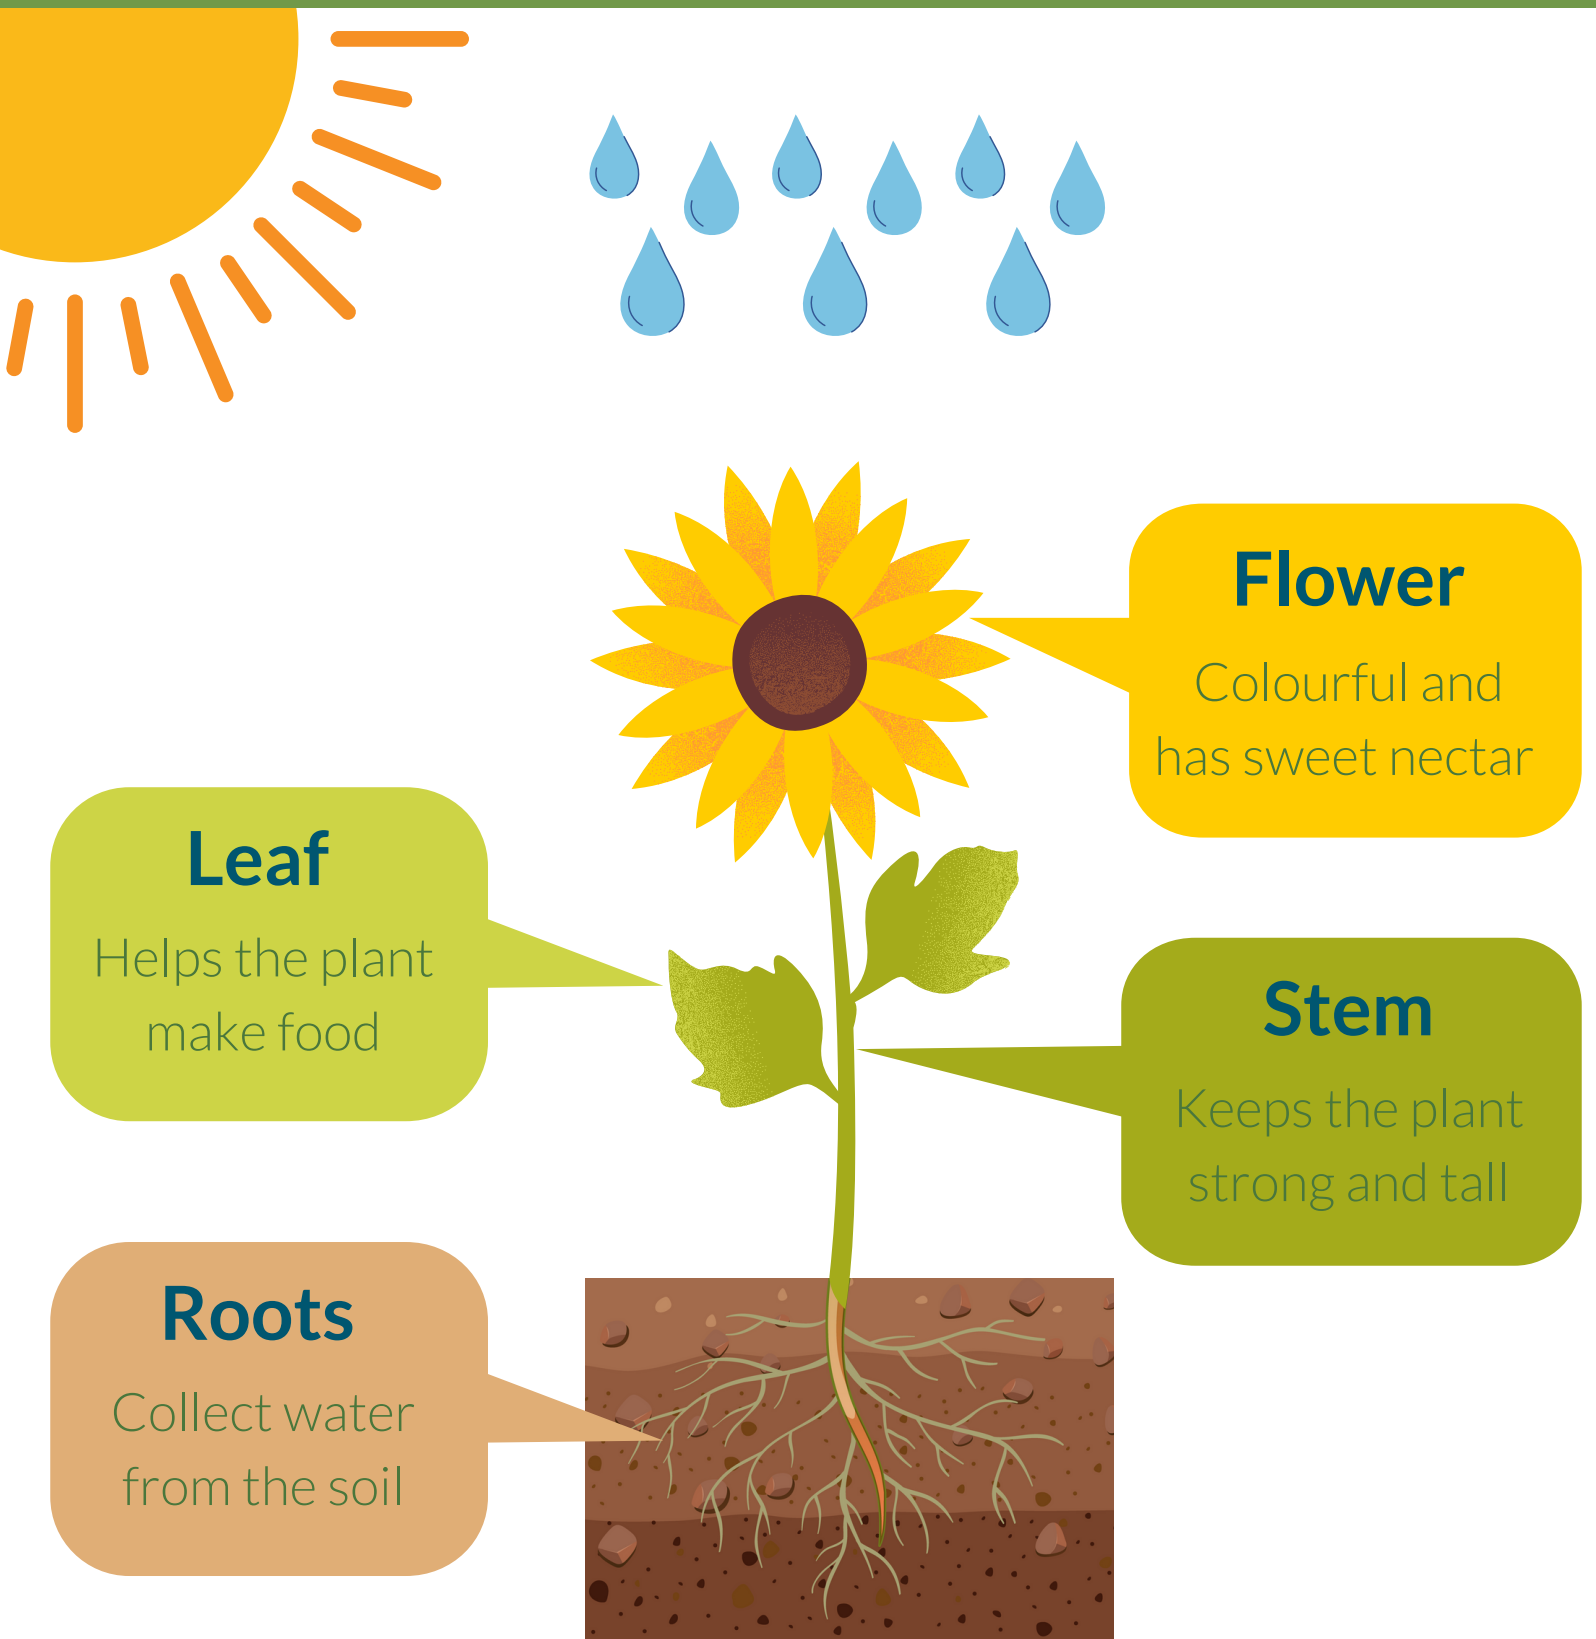 Flower
Colourful and
has sweet nectar
Leaf
Helps the plant
make food
Stem
Keeps the plant
strong and tall
Roots
Collect water
from the soil